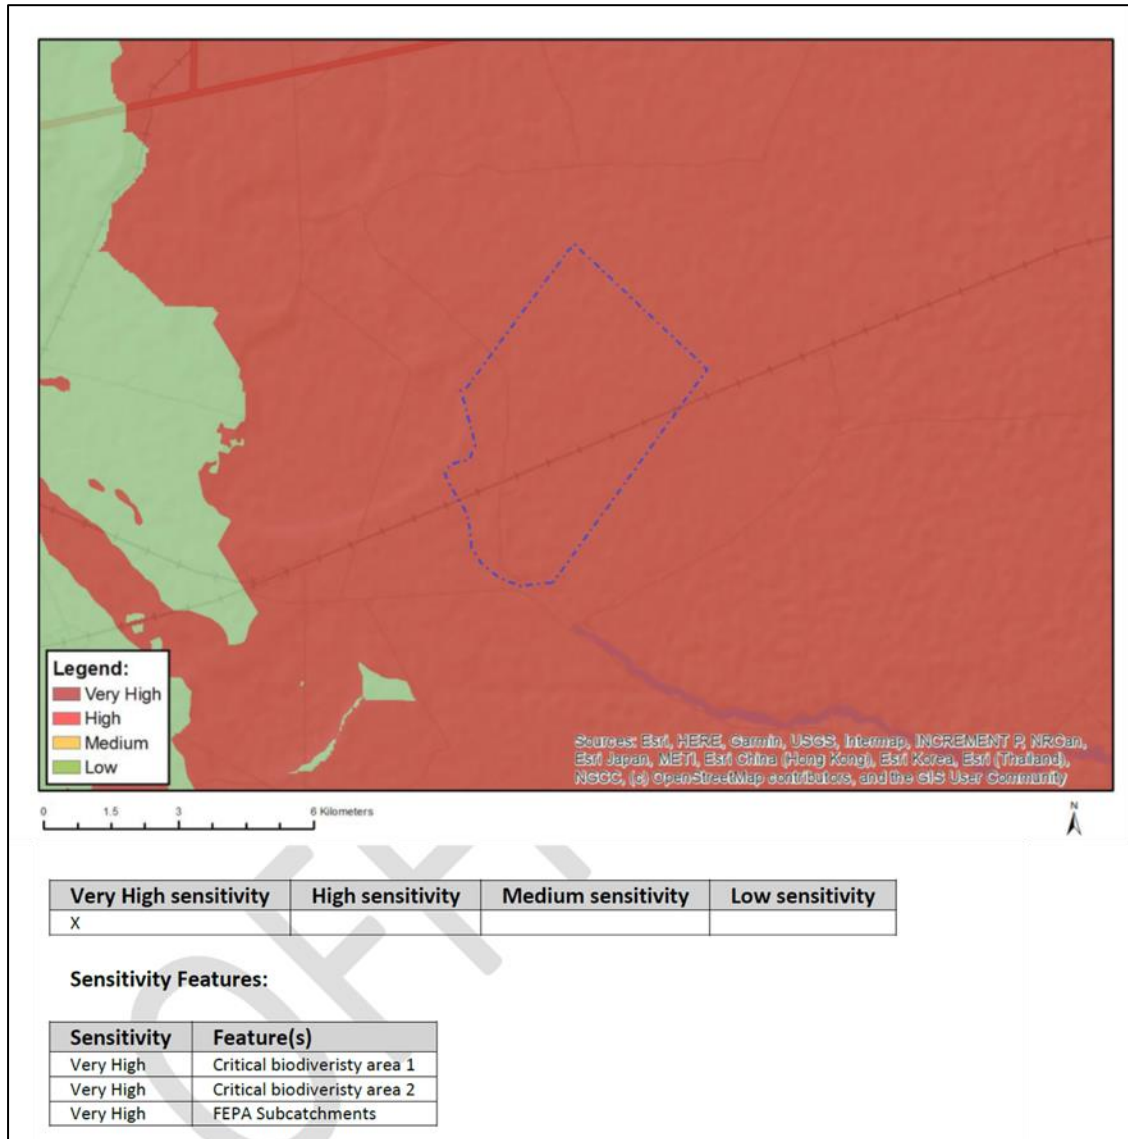 Legend:
Very High
High
Medium
Low
Sources: Esri, HERE, Garmin, USGS, Intermap, INCREMENT P, NRCan,
Esri Japan, METI, Esri China (Hong Kong), Esri Korea, Esri (Thailand),
NGCC, (c) OpenStreetMap contributors, and the GIS User Community
0 1.5 3 6 Kilometers
N
Very High sensitivity High sensitivity Medium sensitivity Low sensitivity
X
Sensitivity Features:
Sensitivity Feature(s)
Very High Critical biodiveristy area 1
Very High Critical biodiveristy area 2
Very High FEPA Subcatchments